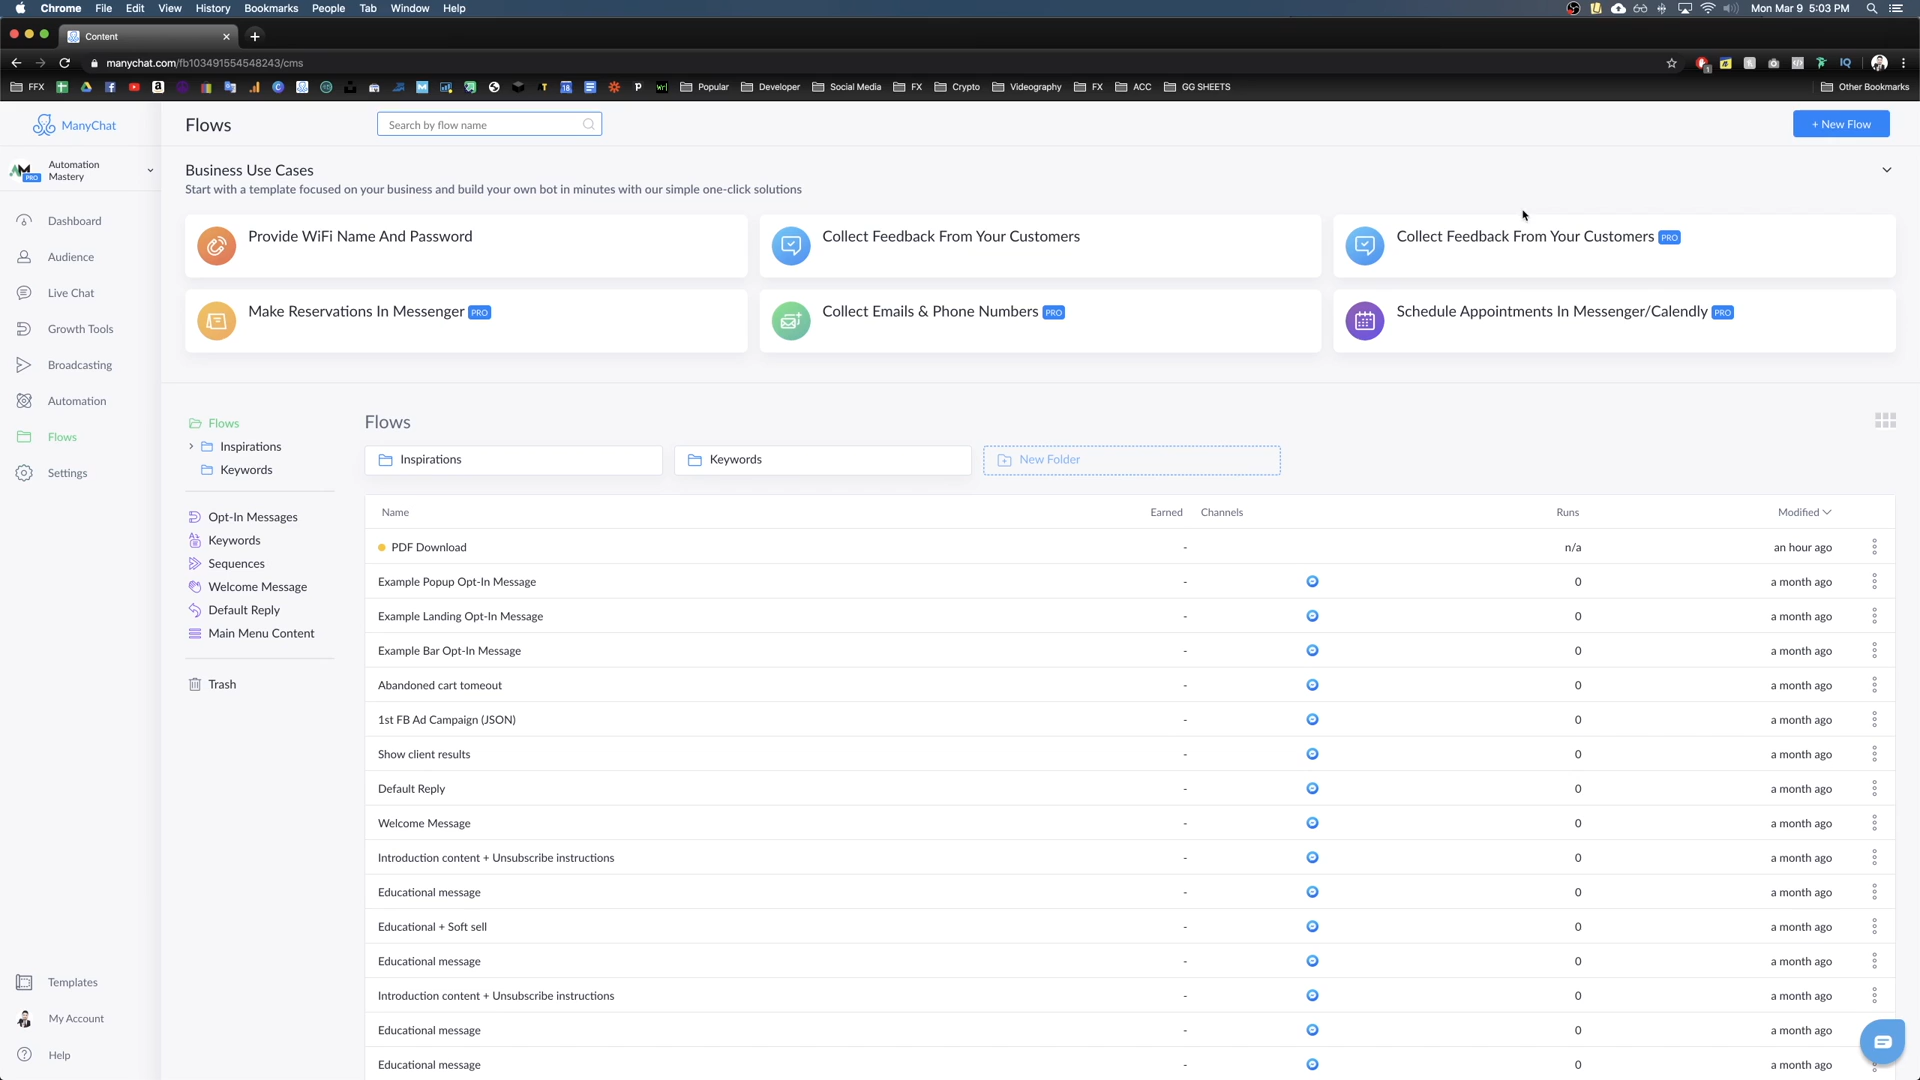 Chrome File Edit View History Bookmarks People Tab Window Help Mon Mar 9 5:03 PM
Content
manychat.com/fb103491554548243/cms
FFX Popular Developer Social Media FX Crypto Videography FX ACC GG SHEETS Other Bookmarks
ManyChat
Flows
Search by flow name
+ New Flow
Automation
Mastery
PRO
Dashboard
Audience
Live Chat
Growth Tools
Broadcasting
Automation
Flows
Settings
Templates
My Account
Help
Business Use Cases
Start with a template focused on your business and build your own bot in minutes with our simple one-click solutions
Provide WiFi Name And Password
Collect Feedback From Your Customers
Collect Feedback From Your Customers PRO
Make Reservations In Messenger PRO
Collect Emails & Phone Numbers PRO
Schedule Appointments In Messenger/Calendly PRO
Flows
Inspirations
Keywords
Opt-In Messages
Keywords
Sequences
Welcome Message
Default Reply
Main Menu Content
Trash
Flows
Inspirations
Keywords
New Folder
Name Earned Channels Runs Modified
PDF Download - n/a an hour ago
Example Popup Opt-In Message - 0 a month ago
Example Landing Opt-In Message - 0 a month ago
Example Bar Opt-In Message - 0 a month ago
Abandoned cart tomeout - 0 a month ago
1st FB Ad Campaign (JSON) - 0 a month ago
Show client results - 0 a month ago
Default Reply - 0 a month ago
Welcome Message - 0 a month ago
Introduction content + Unsubscribe instructions - 0 a month ago
Educational message - 0 a month ago
Educational + Soft sell - 0 a month ago
Educational message - 0 a month ago
Introduction content + Unsubscribe instructions - 0 a month ago
Educational message - 0 a month ago
Educational message - 0 a month ago